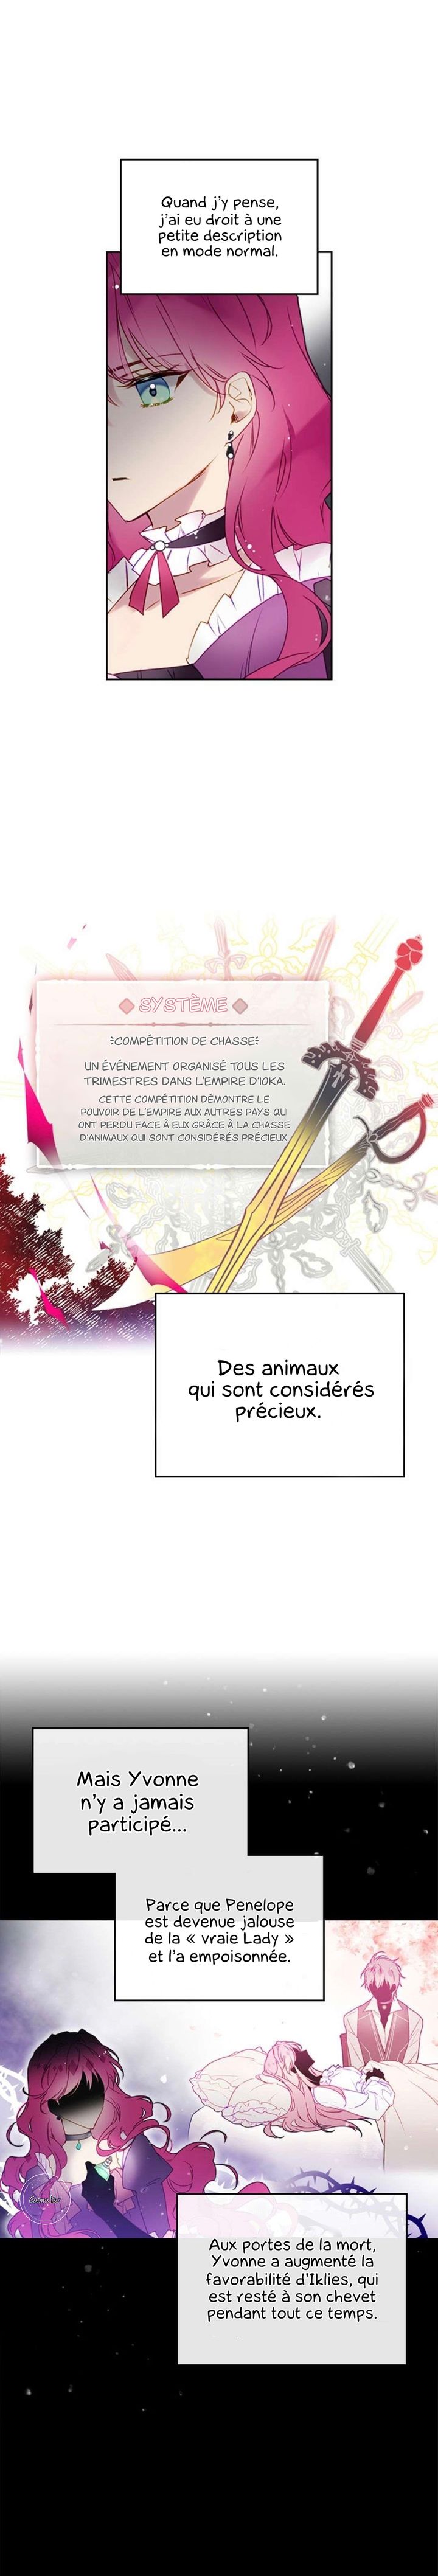 Quand j'y pense,
j'ai eu droit à une
petite description
en mode normal.
SYSTÈME
COMPÉTITION DE CHASSE
UN ÉVÉNEMENT ORGANISÉ TOUS LES
TRIMESTRES DANS L'EMPIRE D'IOKA.
CETTE COMPÉTITION DÉMONTRE LE
POUVOIR DE L'EMPIRE AUX AUTRES PAYS QUI
ONT PERDU FACE À EUX GRÂCE À LA CHASSE
D'ANIMAUX QUI SONT CONSIDÉRÉS PRÉCIEUX.
Des animaux
qui sont considérés
précieux.
Mais Yvonne
n'y a jamais
participé...
Parce que Penelope
est devenue jalouse
de la « vraie Lady »
et l'a empoisonnée.
Aux portes de la mort,
Yvonne a augmenté la
favorabilité d'Iklies, qui
est resté à son chevet
pendant tout ce temps.